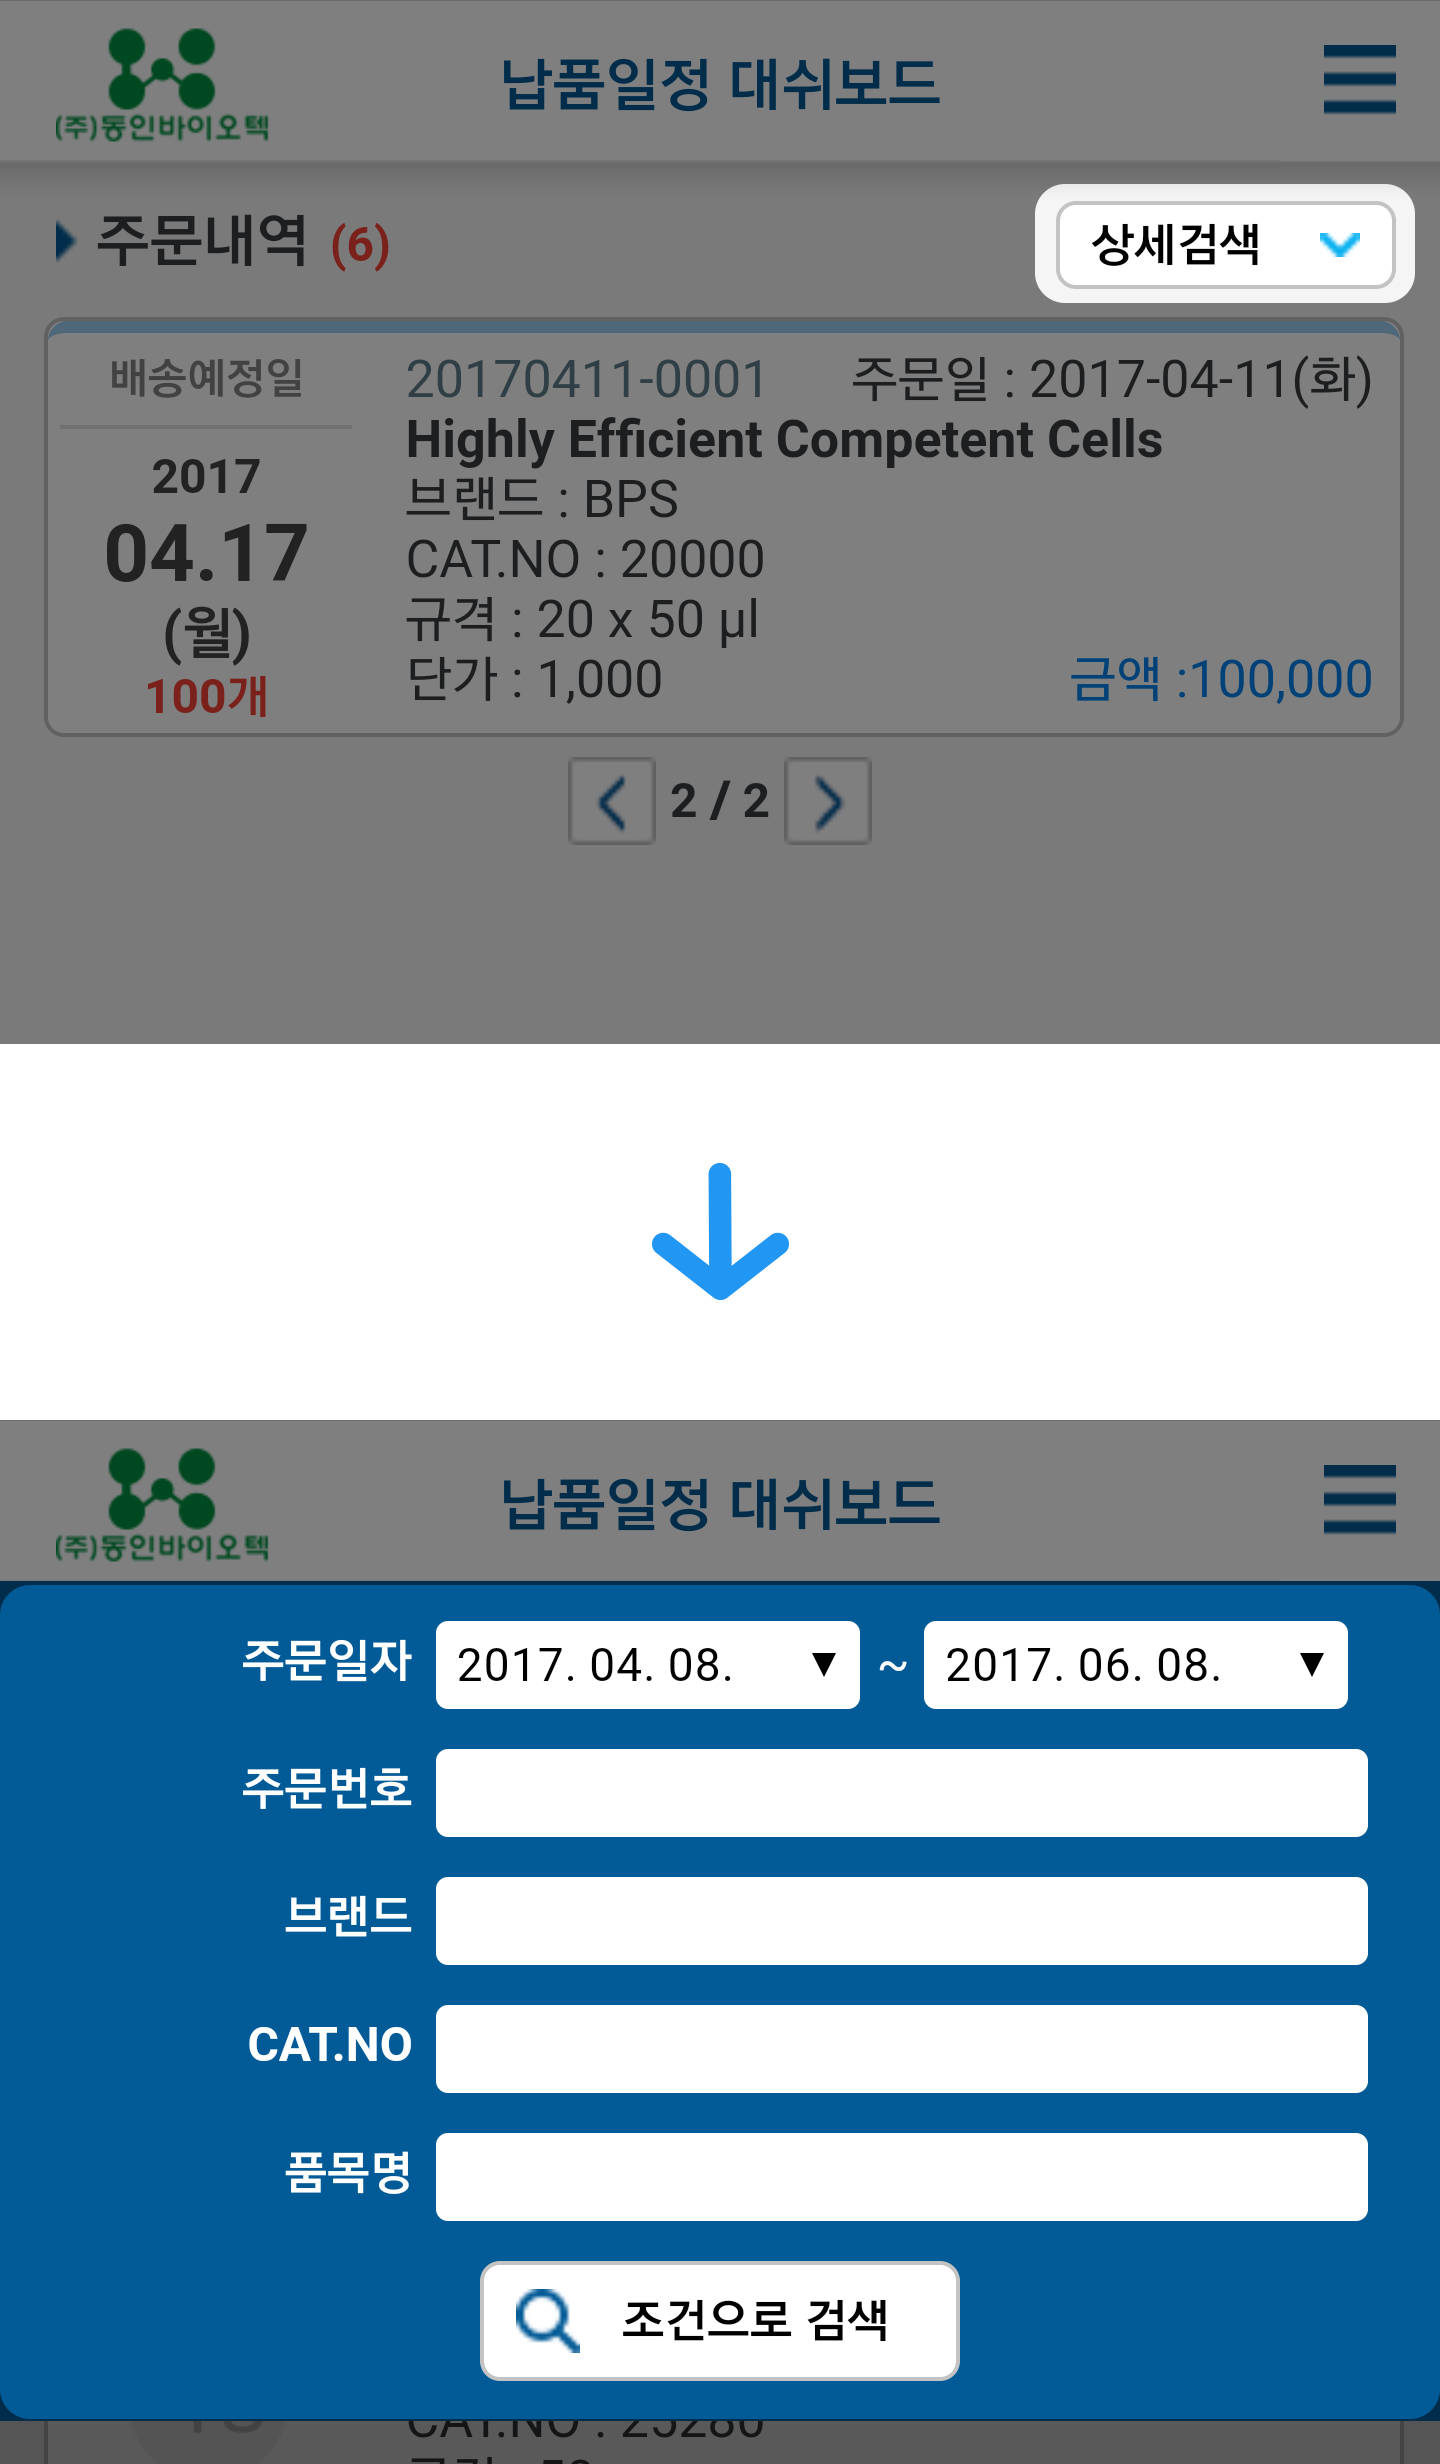 (주)동인바이오텍
납품일정 대쉬보드
주문내역 (6)
상세검색
배송예정일
2017
04.17
(월)
100개
20170411-0001 주문일 : 2017-04-11(화)
Highly Efficient Competent Cells
브랜드 : BPS
CAT.NO : 20000
규격 : 20 x 50 µl
단가 : 1,000 금액 :100,000
2 / 2
(주)동인바이오텍
납품일정 대쉬보드
주문일자 2017. 04. 08. ▼ ~ 2017. 06. 08. ▼
주문번호
브랜드
CAT.NO
품목명
조건으로 검색
CAT.NO : 25280